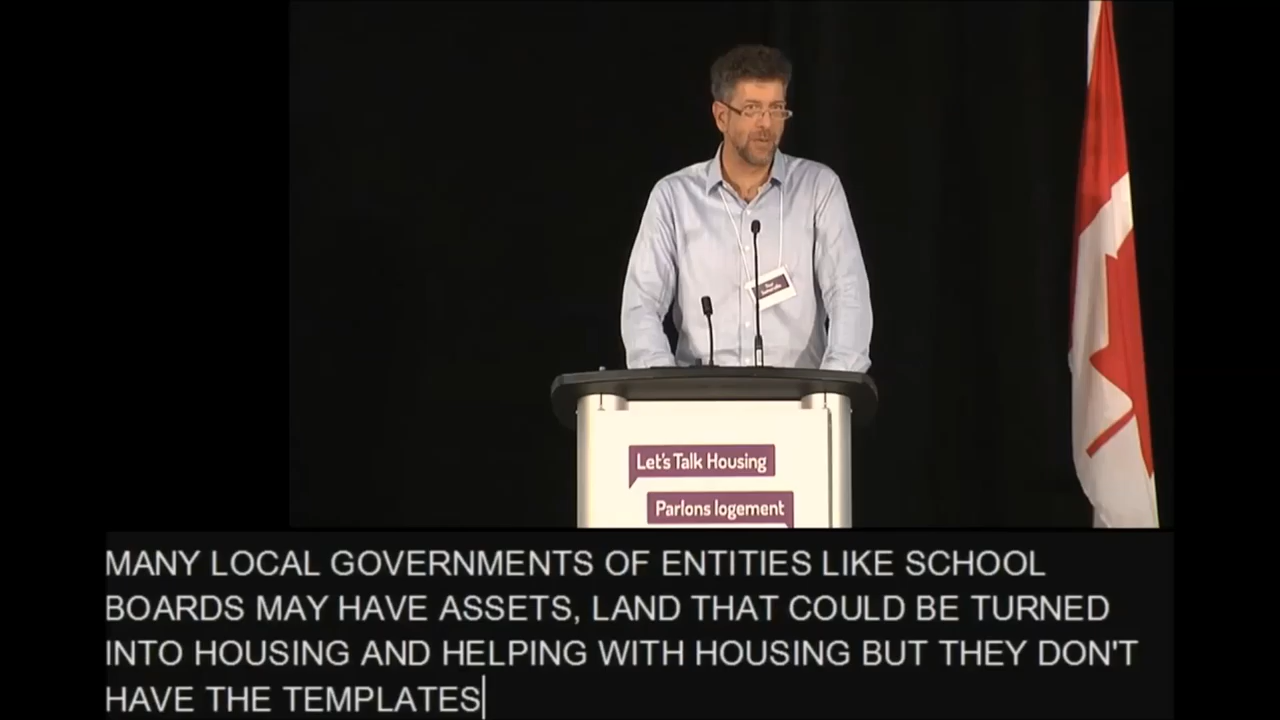 Let's Talk Housing
Parlons logement
MANY LOCAL GOVERNMENTS OF ENTITIES LIKE SCHOOL
BOARDS MAY HAVE ASSETS, LAND THAT COULD BE TURNED
INTO HOUSING AND HELPING WITH HOUSING BUT THEY DON'T
HAVE THE TEMPLATES